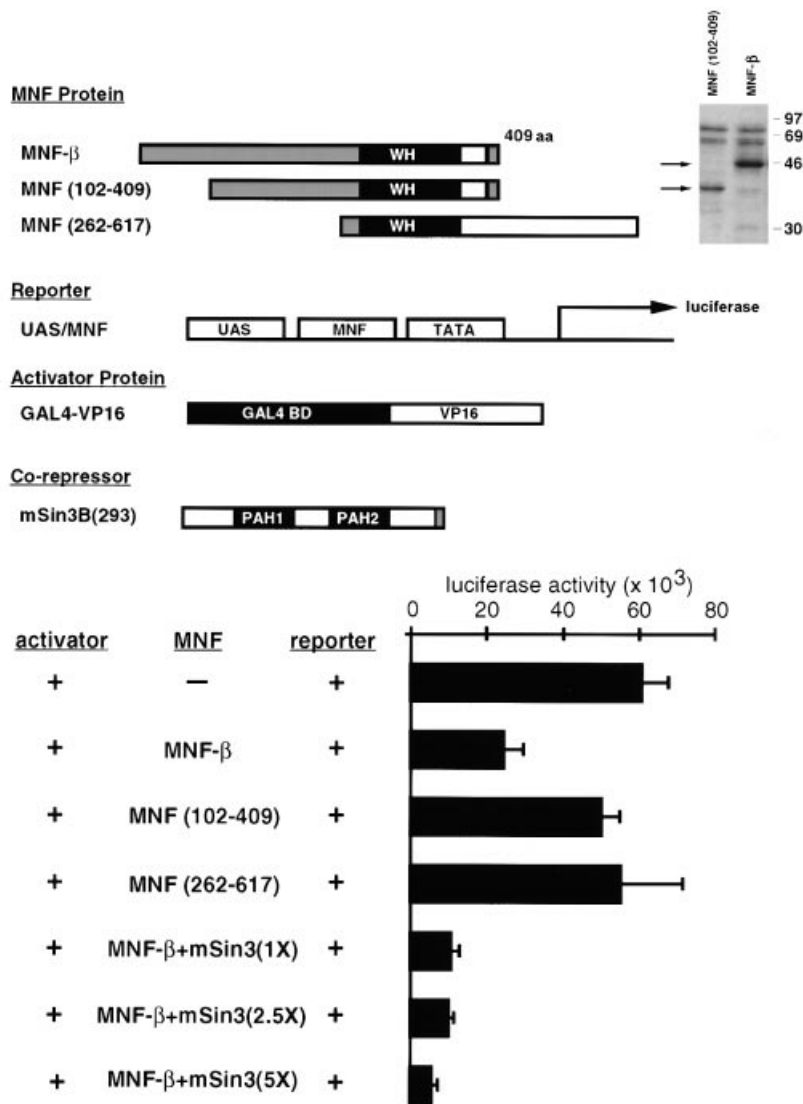 MNF Protein
MNF-β
WH
409 aa
MNF (102-409)
WH
MNF (262-617)
WH
MNF (102-409)
MNF-β
97
69
46
30
Reporter
UAS/MNF
UAS
MNF
TATA
luciferase
Activator Protein
GAL4-VP16
GAL4 BD
VP16
Co-repressor
mSin3B(293)
PAH1
PAH2
luciferase activity (x 10³)
0 20 40 60 80
activator MNF reporter
+ – +
+ MNF-β +
+ MNF (102-409) +
+ MNF (262-617) +
+ MNF-β+mSin3(1X) +
+ MNF-β+mSin3(2.5X) +
+ MNF-β+mSin3(5X) +